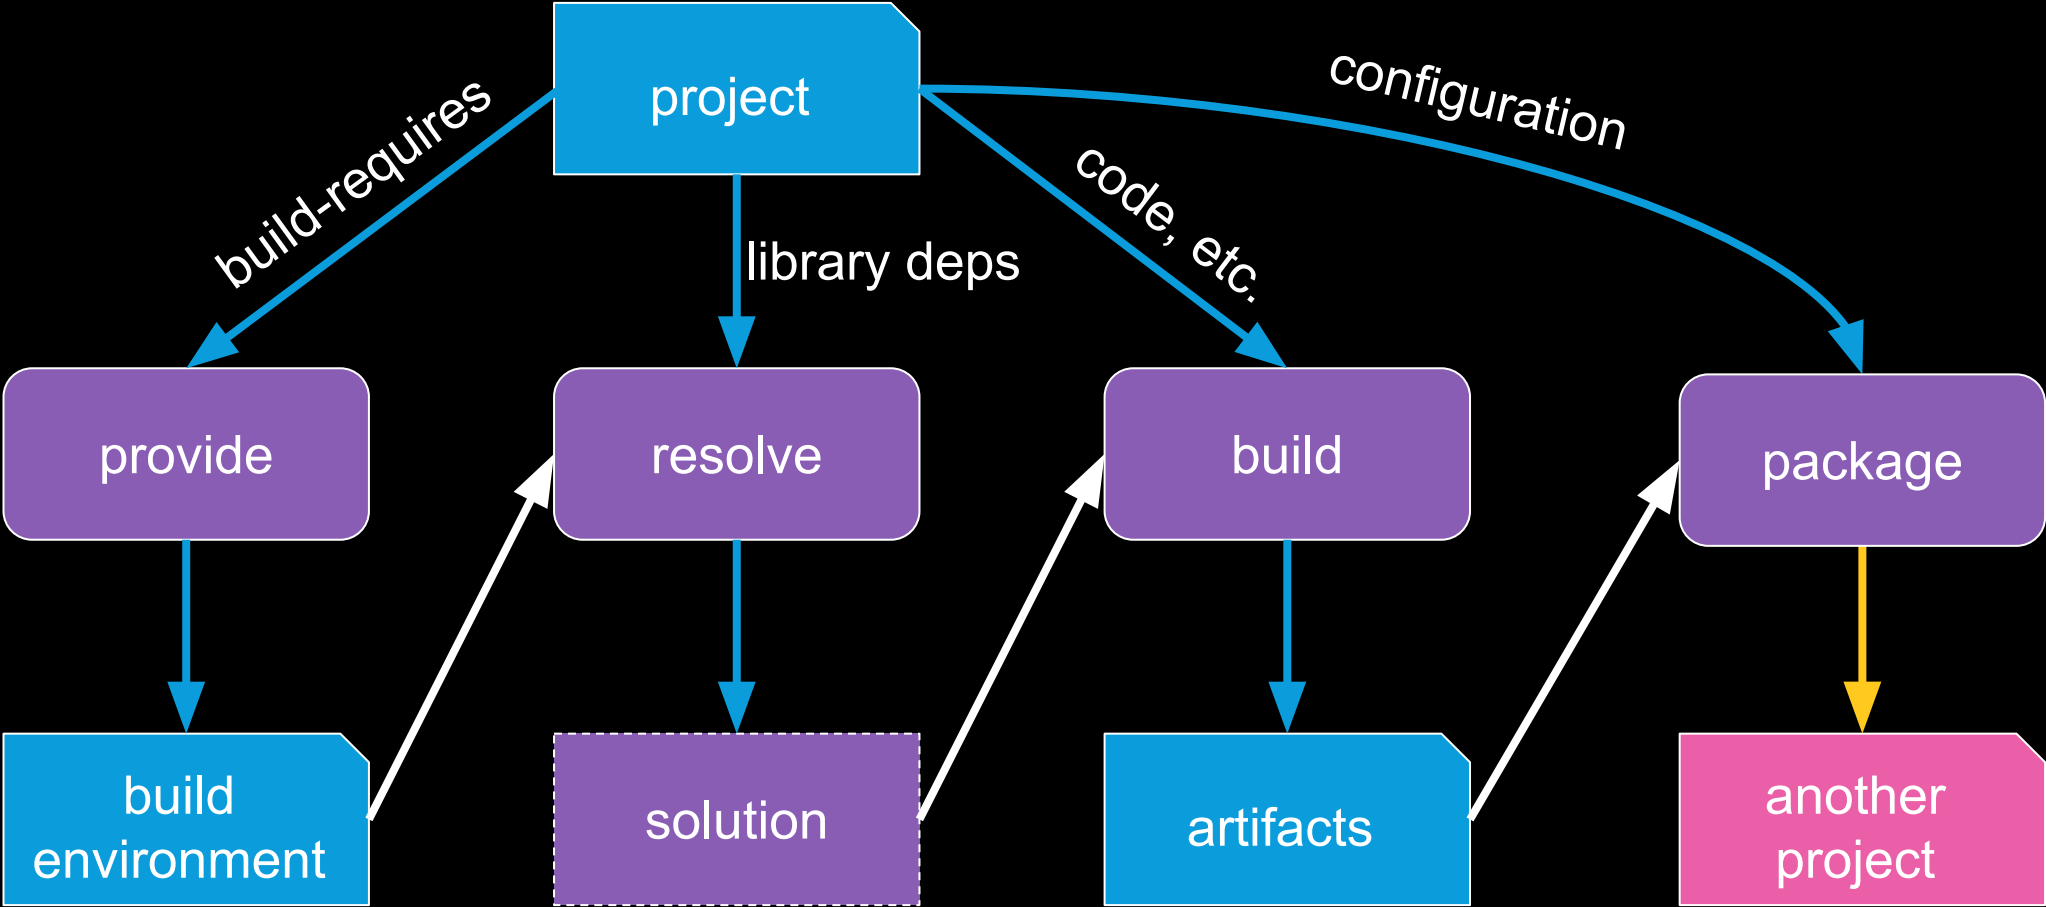 project
build-requires
library deps
code, etc.
configuration
provide
resolve
build
package
build
environment
solution
artifacts
another
project